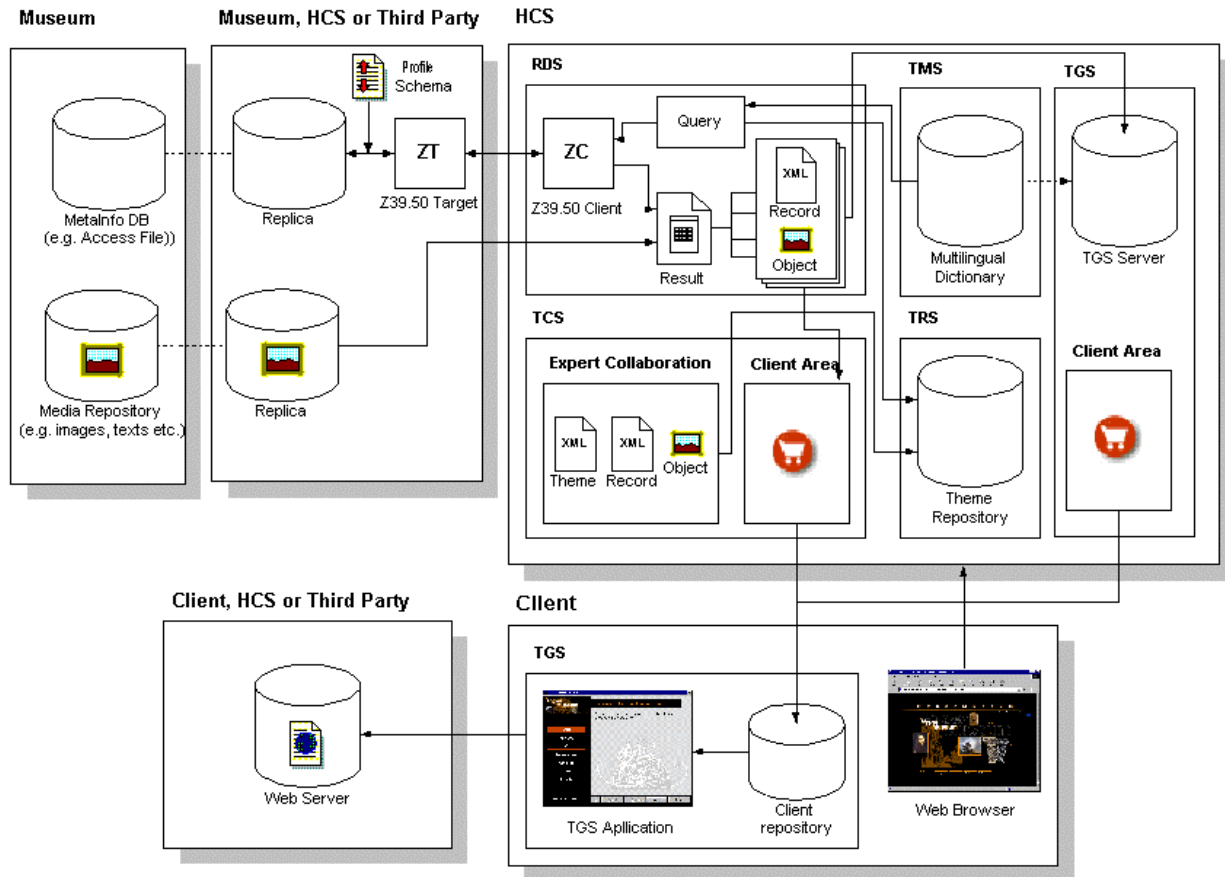 Museum
Museum, HCS or Third Party
HCS
Profile
Schema
RDS
TMS
TGS
Query
ZT
ZC
XML
Record
MetaInfo DB
(e.g. Access File))
Replica
Z39.50 Target
Z39.50 Client
Result
Object
Multilingual
Dictionary
TGS Server
TCS
TRS
Expert Collaboration
Client Area
Client Area
Media Repository
(e.g. images, texts etc.)
Replica
XML
Theme
XML
Record
Object
Theme
Repository
Client, HCS or Third Party
Client
TGS
Web Server
TGS Apllication
Client
repository
Web Browser